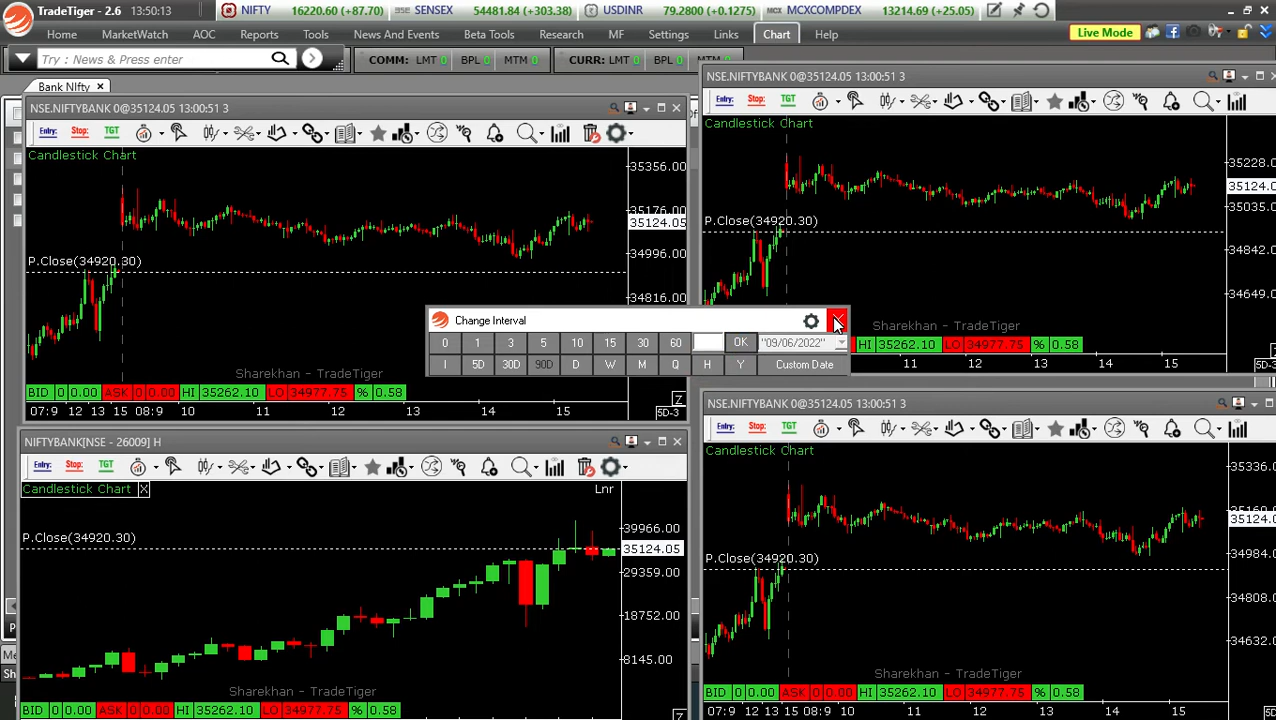 TradeTiger - 2.6 13:50:13 NIFTY 16220.60 (+87.70) SENSEX 54481.84 (+303.38) USDINR 79.2800 (+0.1275) MCXCOMPDEX 13214.69 (+25.05)
Home MarketWatch AOC Reports Tools News And Events Beta Tools Research MF Settings Links Chart Help Live Mode
Try : News & Press enter COMM: LMT 0 BPL 0 MTM 0 CURR: LMT 0 BPL 0 MTM 0
Bank NIfty
NSE.NIFTYBANK 0@35124.05 13:00:51 3
Entry: Stop: TGT
Candlestick Chart
35356.00
35176.00
35124.05
34996.00
34816.00
P.Close(34920.30)
Sharekhan - TradeTiger
BID 0 0.00 ASK 0 0.00 HI 35262.10 LO 34977.75 % 0.58
07:9 12 13 15 08:9 10 11 12 13 14 15 5D-3
NSE.NIFTYBANK 0@35124.05 13:00:51 3
Entry: Stop: TGT
Candlestick Chart
35228.00
35124.0
35035.00
34842.00
34649.00
P.Close(34920.30)
Sharekhan - TradeTiger
HI 35262.10 LO 34977.75 % 0.58
11 12 13 14 15 5D-3
Change Interval
0 1 3 5 10 15 30 60 OK "09/06/2022"
I 5D 30D 90D D W M Q H Y Custom Date
NIFTYBANK[NSE - 26009] H
Entry: Stop: TGT
Candlestick Chart X Lnr
P.Close(34920.30)
39966.00
35124.05
29359.00
18752.00
8145.00
Sharekhan - TradeTiger
BID 0 0.00 ASK 0 0.00 HI 35262.10 LO 34977.75 % 0.58
NSE.NIFTYBANK 0@35124.05 13:00:51 3
Entry: Stop: TGT
Candlestick Chart
35336.00
35124.0
34984.00
34808.00
34632.00
P.Close(34920.30)
Sharekhan - TradeTiger
BID 0 0.00 ASK 0 0.00 HI 35262.10 LO 34977.75 % 0.58
07:9 12 13 15 08:9 10 11 12 13 14 15